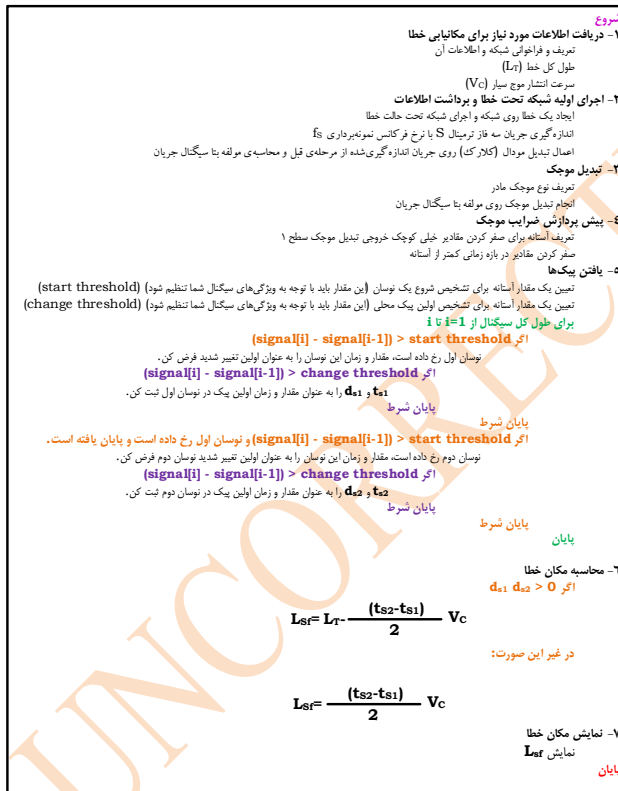 شروع
۱- دریافت اطلاعات مورد نیاز برای مکانیابی خطا
تعریف و فراخوانی شبکه و اطلاعات آن
طول کل خط (LT)
سرعت انتشار موج سیار (VC)
۲- اجرای اولیه شبکه تحت خطا و برداشت اطلاعات
ایجاد یک خطا روی شبکه و اجرای شبکه تحت حالت خطا
اندازه گیری جریان سه فاز ترمینال S با نرخ فرکانس نمونه‌برداری fS
اعمال تبدیل مودال (کلارک) روی جریان اندازه گیری‌شده از مرحله‌ی قبل و محاسبه‌ی مولفه بتا سیگنال جریان
۳- تبدیل موجک
تعریف نوع موجک مادر
انجام تبدیل موجک روی مولفه بتا سیگنال جریان
٤- پیش پردازش ضرایب موجک
تعریف آستانه برای صفر کردن مقادیر خیلی کوچک خروجی تبدیل موجک سطح ۱
صفر کردن مقادیر در بازه زمانی کمتر از آستانه
۵- یافتن پیک‌ها
تعیین یک مقدار آستانه برای تشخیص شروع یک نوسان (این مقدار باید با توجه به ویژگی‌های سیگنال شما تنظیم شود) (start threshold)
تعیین یک مقدار آستانه برای تشخیص اولین پیک محلی (این مقدار باید با توجه به ویژگی‌های سیگنال شما تنظیم شود) (change threshold)
برای طول کل سیگنال از i=1 تا i
اگر (signal[i] - signal[i-1]) > start threshold
نوسان اول رخ داده است، مقدار و زمان این نوسان را به عنوان اولین تغییر شدید فرض کن.
اگر (signal[i] - signal[i-1]) > change threshold
ts1 و ds1 را به عنوان مقدار و زمان اولین پیک در نوسان اول ثبت کن.
پایان شرط
پایان شرط
اگر (signal[i] - signal[i-1]) > start threshold و نوسان اول رخ داده است و پایان یافته است.
نوسان دوم رخ داده است، مقدار و زمان این نوسان را به عنوان اولین تغییر شدید نوسان دوم فرض کن.
اگر (signal[i] - signal[i-1]) > change threshold
ts2 و ds2 را به عنوان مقدار و زمان اولین پیک در نوسان دوم ثبت کن.
پایان شرط
پایان شرط
پایان
٦- محاسبه مکان خطا
اگر ds1 ds2 > 0
LSf= LT- (tS2-tS1) / 2 VC
در غیر این صورت:
LSf= (tS2-tS1) / 2 VC
۷- نمایش مکان خطا
نمایش Lsf
پایان
UNCORRECT